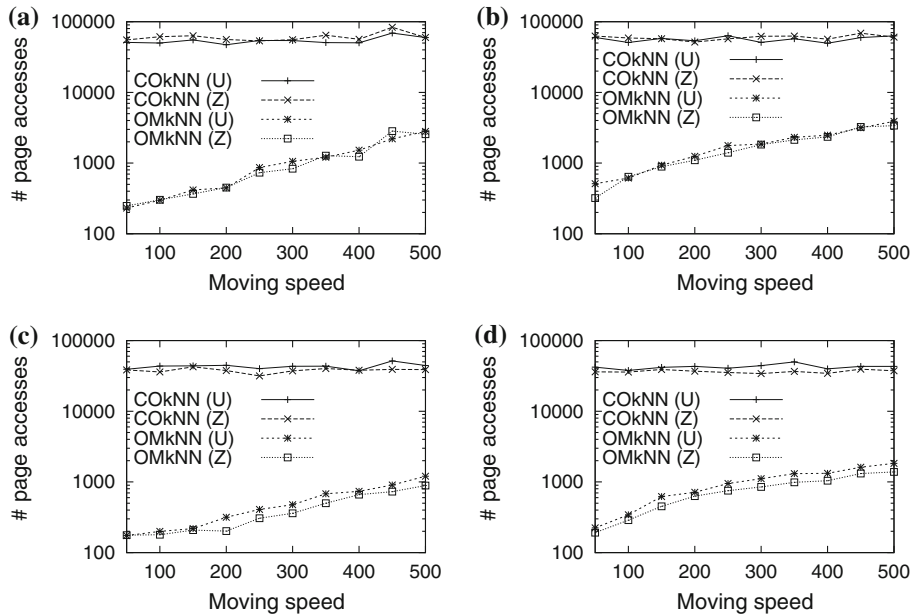 (a)
100000
10000
1000
100
# page accesses
COkNN (U)
COkNN (Z)
OMkNN (U)
OMkNN (Z)
100 200 300 400 500
Moving speed
(b)
100000
10000
1000
100
# page accesses
COkNN (U)
COkNN (Z)
OMkNN (U)
OMkNN (Z)
100 200 300 400 500
Moving speed
(c)
100000
10000
1000
100
# page accesses
COkNN (U)
COkNN (Z)
OMkNN (U)
OMkNN (Z)
100 200 300 400 500
Moving speed
(d)
100000
10000
1000
100
# page accesses
COkNN (U)
COkNN (Z)
OMkNN (U)
OMkNN (Z)
100 200 300 400 500
Moving speed